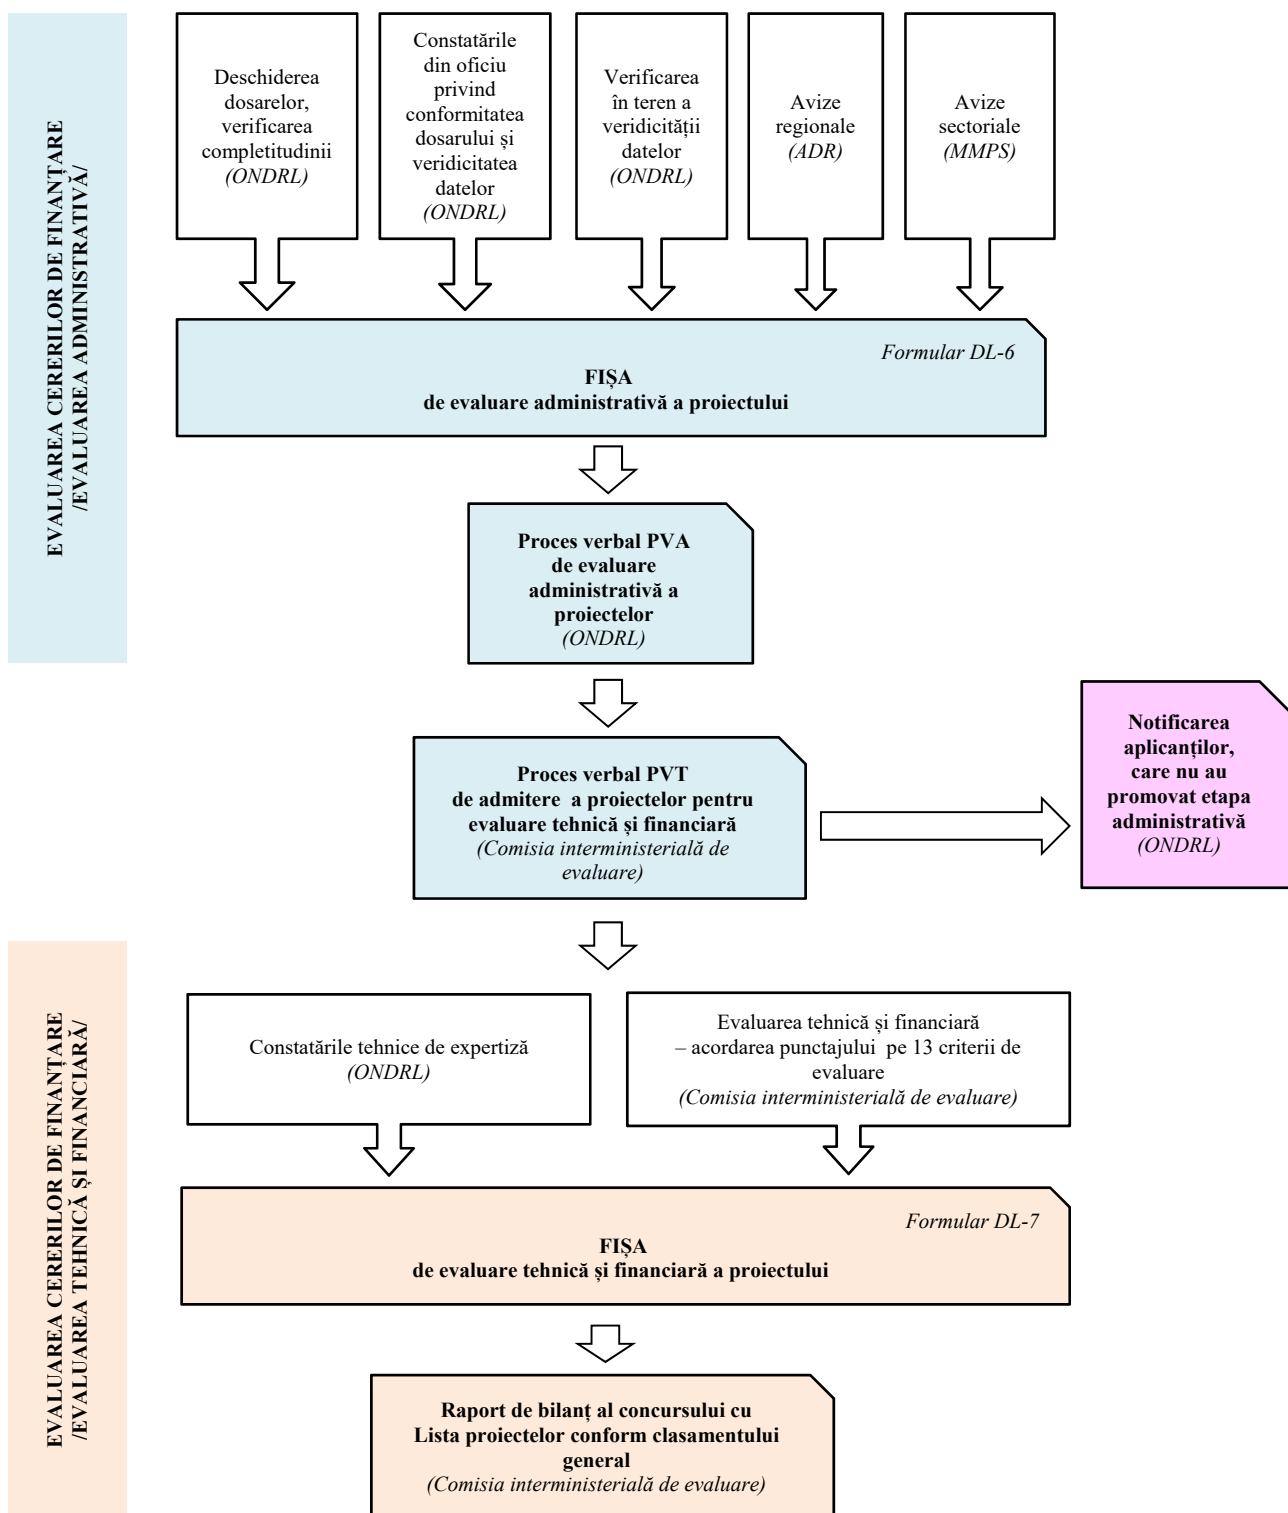 EVALUAREA CERERILOR DE FINANȚARE
/EVALUAREA ADMINISTRATIVĂ/
Deschiderea
dosarelor,
verificarea
completitudinii
(ONDRL)
Constatările
din oficiu
privind
conformitatea
dosarului și
veridicitatea
datelor
(ONDRL)
Verificarea
în teren a
veridicității
datelor
(ONDRL)
Avize
regionale
(ADR)
Avize
sectoriale
(MMPS)
Formular DL-6
FIȘA
de evaluare administrativă a proiectului
Proces verbal PVA
de evaluare
administrativă a
proiectelor
(ONDRL)
Proces verbal PVT
de admitere  a proiectelor pentru
evaluare tehnică și financiară
(Comisia interministerială de
evaluare)
Notificarea
aplicanților,
care nu au
promovat etapa
administrativă
(ONDRL)
EVALUAREA CERERILOR DE FINANȚARE
/EVALUAREA TEHNICĂ ȘI FINANCIARĂ/
Constatările tehnice de expertiză
(ONDRL)
Evaluarea tehnică și financiară
– acordarea punctajului  pe 13 criterii de
evaluare
(Comisia interministerială de evaluare)
Formular DL-7
FIȘA
de evaluare tehnică și financiară a proiectului
Raport de bilanț al concursului cu
Lista proiectelor conform clasamentului
general
(Comisia interministerială de evaluare)